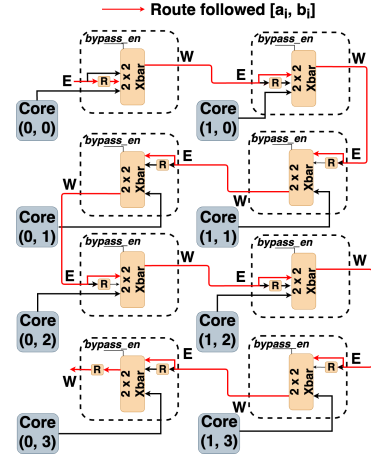 Route followed [aᵢ, bᵢ]
bypass_en
E
R
2 x 2
Xbar
W
Core
(0, 0)
bypass_en
E
R
2 x 2
Xbar
W
Core
(1, 0)
bypass_en
2 x 2
Xbar
R
E
W
Core
(0, 1)
bypass_en
2 x 2
Xbar
R
E
W
Core
(1, 1)
bypass_en
E
R
2 x 2
Xbar
W
Core
(0, 2)
bypass_en
E
R
2 x 2
Xbar
W
Core
(1, 2)
bypass_en
R
R
2 x 2
Xbar
E
W
Core
(0, 3)
bypass_en
2 x 2
Xbar
R
E
W
Core
(1, 3)